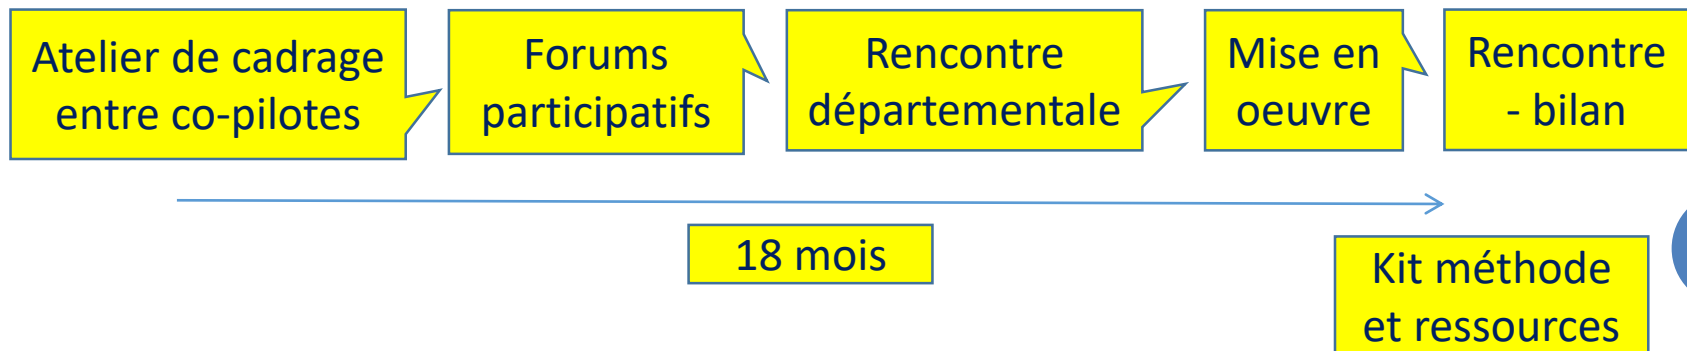 Atelier de cadrage
entre co-pilotes
Forums
participatifs
Rencontre
départementale
Mise en
oeuvre
Rencontre
- bilan
18 mois
Kit méthode
et ressources